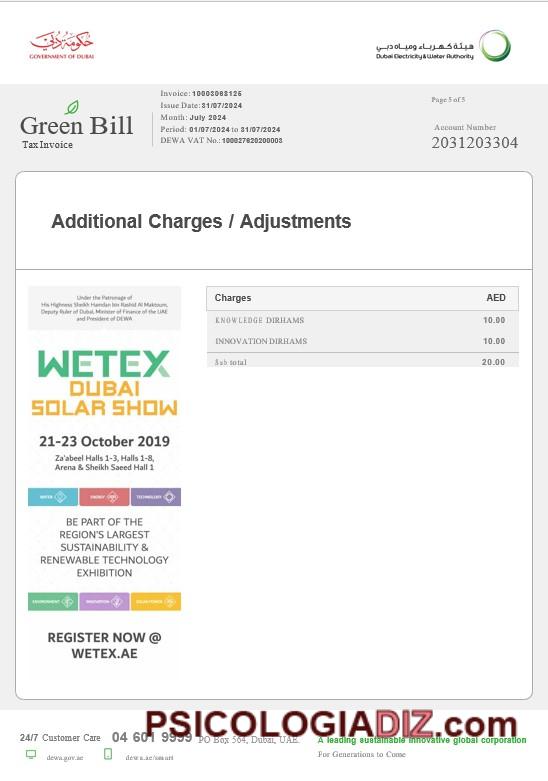 حكومة دبي
GOVERNMENT OF DUBAI
هيئة كهرباء ومياه دبي
Dubai Electricity & Water Authority
Green Bill
Tax Invoice
Invoice: 10003068125
Issue Date: 31/07/2024
Month: July 2024
Period: 01/07/2024 to 31/07/2024
DEWA VAT No.: 100027620200003
Page 5 of 5
Account Number
2031203304
Additional Charges / Adjustments
Under the Patronage of
His Highness Sheikh Hamdan bin Rashid Al Maktoum,
Deputy Ruler of Dubai, Minister of Finance of the UAE
and President of DEWA
WETEX
DUBAI
SOLAR SHOW
21-23 October 2019
Za'abeel Halls 1-3, Halls 1-8,
Arena & Sheikh Saeed Hall 1
WATER ENERGY TECHNOLOGY
BE PART OF THE
REGION'S LARGEST
SUSTAINABILITY &
RENEWABLE TECHNOLOGY
EXHIBITION
ENVIRONMENT INNOVATION SOLAR POWER
REGISTER NOW @
WETEX.AE
Charges AED
KNOWLEDGE DIRHAMS 10.00
INNOVATION DIRHAMS 10.00
Sub total 20.00
PSICOLOGIADIZ.com
24/7 Customer Care 04 601 9999 PO Box 564, Dubai, UAE. A leading sustainable innovative global corporation
dewa.gov.ae dewa.ae/smart For Generations to Come